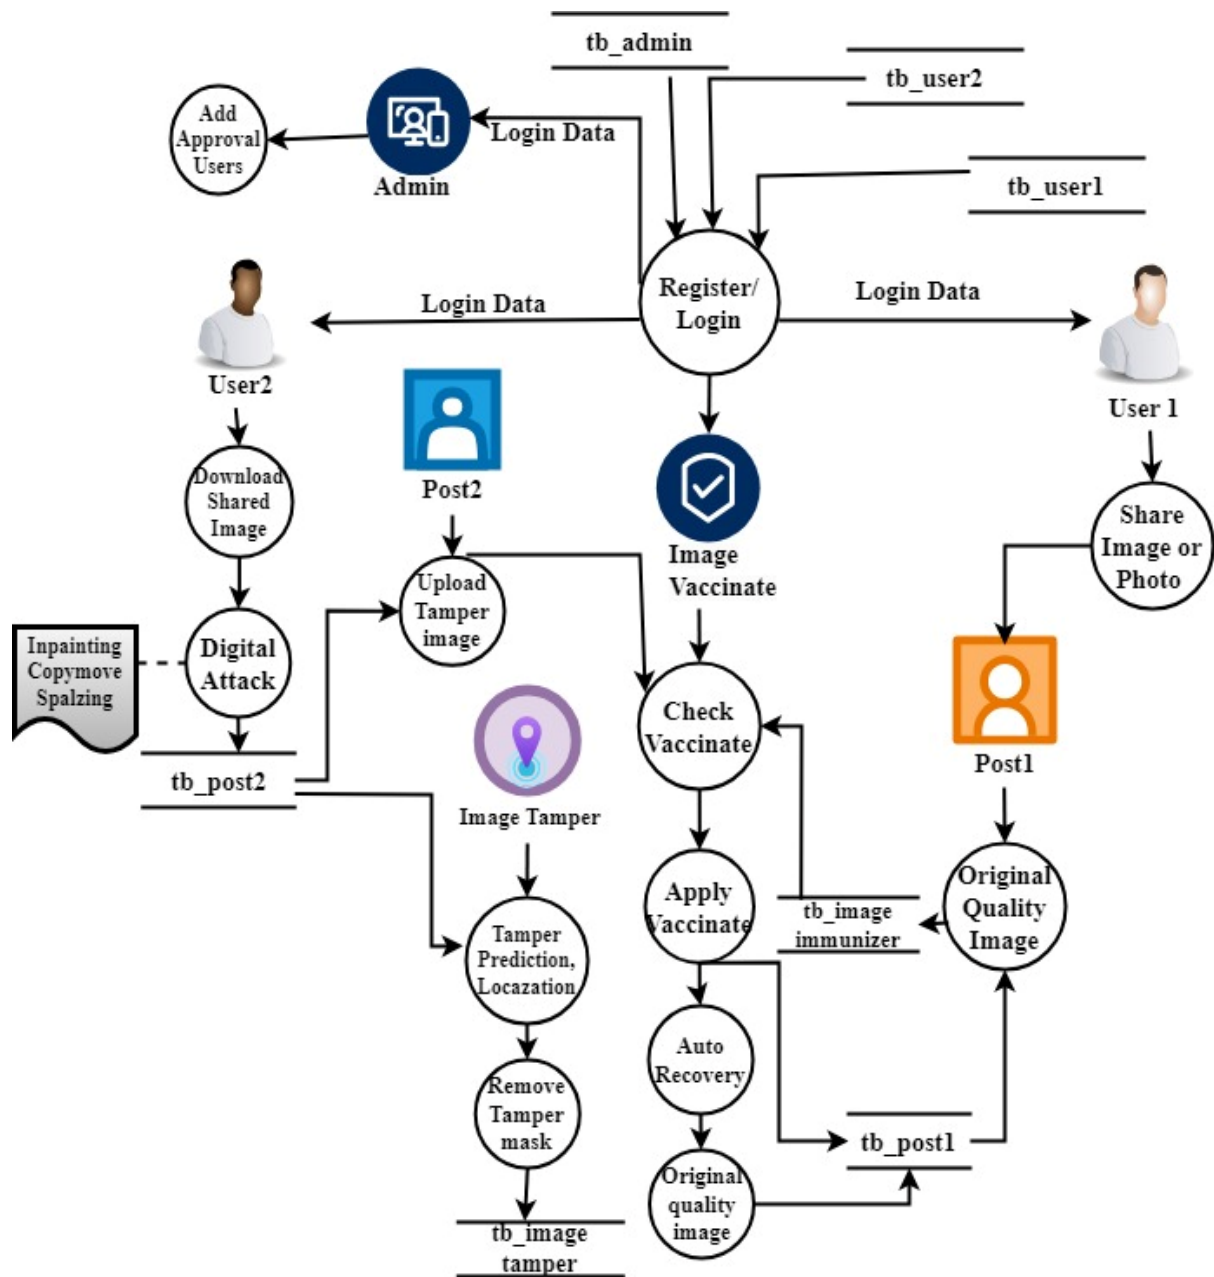 tb_admin
tb_user2
Add
Approval
Users
Login Data
Admin
tb_user1
Register/
Login
Login Data
Login Data
User2
User 1
Post2
Download
Shared
Image
Image
Vaccinate
Share
Image or
Photo
Upload
Tamper
image
Inpainting
Copymove
Spalzing
Digital
Attack
Check
Vaccinate
Post1
tb_post2
Image Tamper
Apply
Vaccinate
tb_image
immunizer
Original
Quality
Image
Tamper
Prediction,
Locazation
Auto
Recovery
Remove
Tamper
mask
tb_post1
Original
quality
image
tb_image
tamper